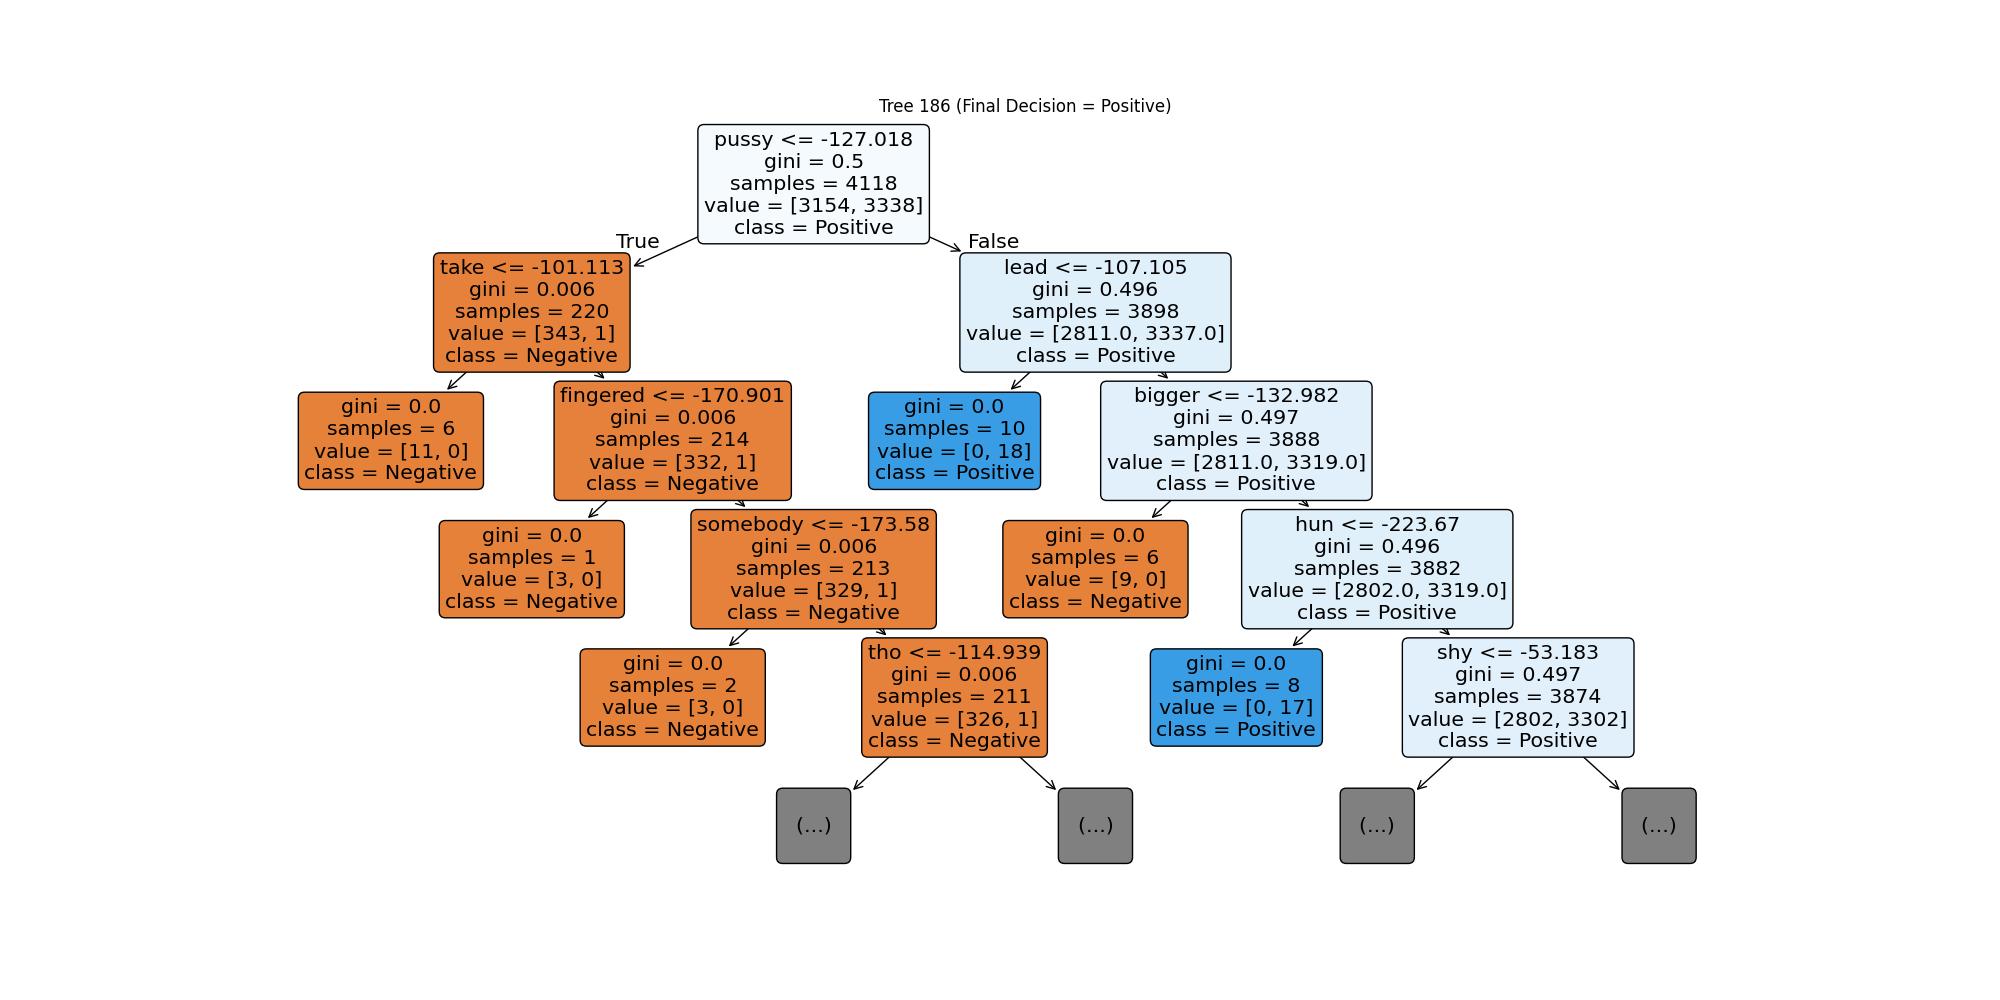 Tree 186 (Final Decision = Positive)
pussy <= -127.018
gini = 0.5
samples = 4118
value = [3154, 3338]
class = Positive
True
False
take <= -101.113
gini = 0.006
samples = 220
value = [343, 1]
class = Negative
lead <= -107.105
gini = 0.496
samples = 3898
value = [2811.0, 3337.0]
class = Positive
gini = 0.0
samples = 6
value = [11, 0]
class = Negative
fingered <= -170.901
gini = 0.006
samples = 214
value = [332, 1]
class = Negative
gini = 0.0
samples = 10
value = [0, 18]
class = Positive
bigger <= -132.982
gini = 0.497
samples = 3888
value = [2811.0, 3319.0]
class = Positive
gini = 0.0
samples = 1
value = [3, 0]
class = Negative
somebody <= -173.58
gini = 0.006
samples = 213
value = [329, 1]
class = Negative
gini = 0.0
samples = 6
value = [9, 0]
class = Negative
hun <= -223.67
gini = 0.496
samples = 3882
value = [2802.0, 3319.0]
class = Positive
gini = 0.0
samples = 2
value = [3, 0]
class = Negative
tho <= -114.939
gini = 0.006
samples = 211
value = [326, 1]
class = Negative
gini = 0.0
samples = 8
value = [0, 17]
class = Positive
shy <= -53.183
gini = 0.497
samples = 3874
value = [2802, 3302]
class = Positive
(...)
(...)
(...)
(...)